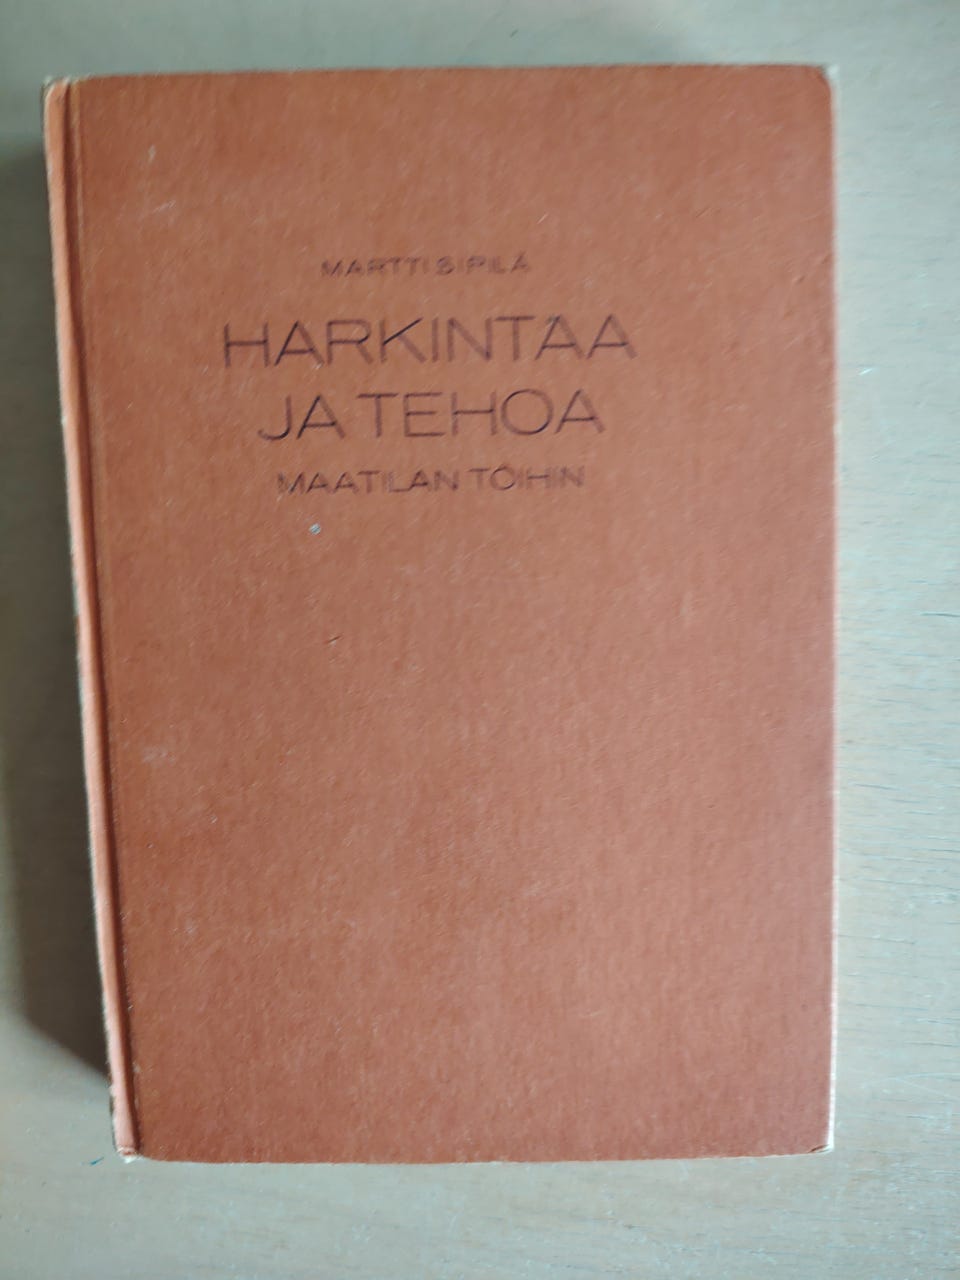 MARTTI SIPILÄ
HARKINTAA
JA TEHOA
MAATILAN TÖIHIN